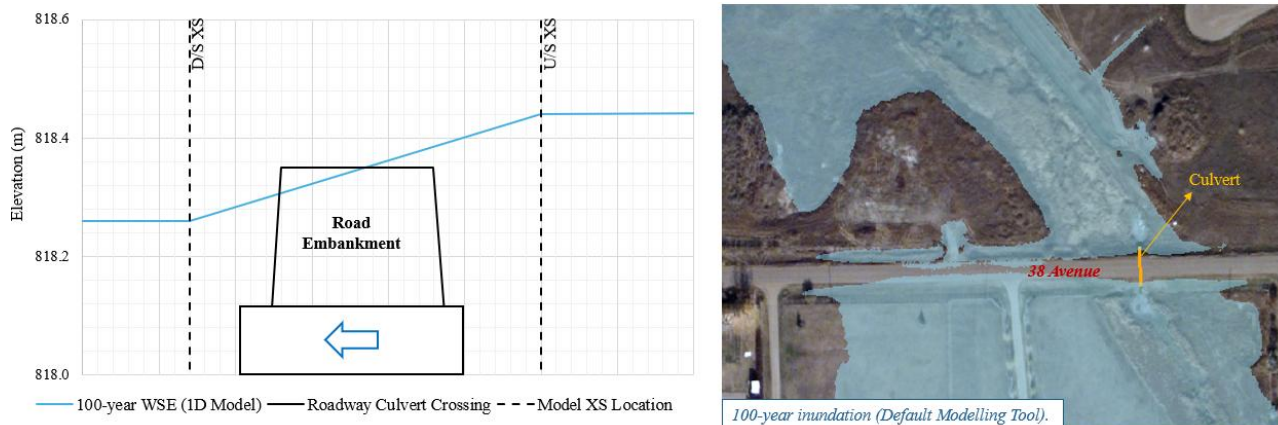 818.6
818.4
818.2
818.0
Elevation (m)
D/S XS
U/S XS
Road
Embankment
100-year WSE (1D Model)
Roadway Culvert Crossing
Model XS Location
Culvert
38 Avenue
100-year inundation (Default Modelling Tool).